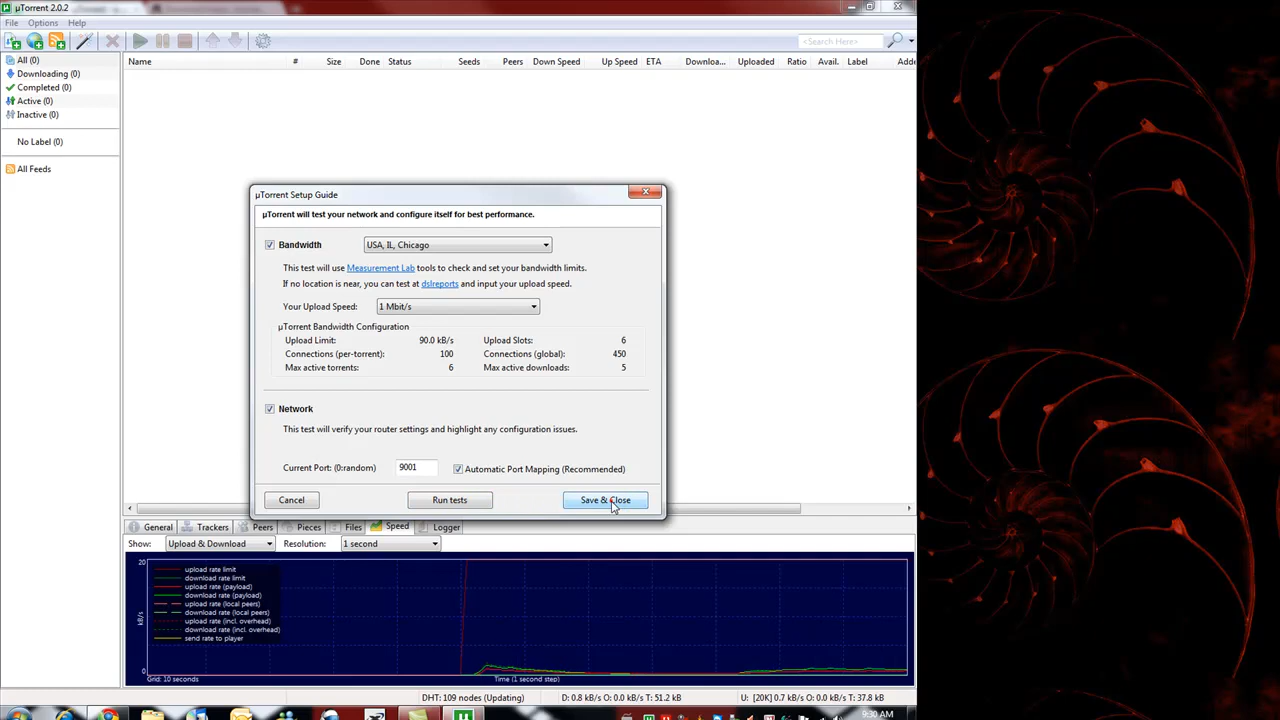 µTorrent 2.0.2
File Options Help
<Search Here>
All (0)
Downloading (0)
Completed (0)
Active (0)
Inactive (0)
No Label (0)
All Feeds
Name # Size Done Status Seeds Peers Down Speed Up Speed ETA Downloa... Uploaded Ratio Avail. Label Adde
µTorrent Setup Guide
µTorrent will test your network and configure itself for best performance.
Bandwidth USA, IL, Chicago
This test will use Measurement Lab tools to check and set your bandwidth limits.
If no location is near, you can test at dslreports and input your upload speed.
Your Upload Speed: 1 Mbit/s
µTorrent Bandwidth Configuration
Upload Limit: 90.0 kB/s Upload Slots: 6
Connections (per-torrent): 100 Connections (global): 450
Max active torrents: 6 Max active downloads: 5
Network
This test will verify your router settings and highlight any configuration issues.
Current Port: (0:random) 9001 Automatic Port Mapping (Recommended)
Cancel Run tests Save & Close
General Trackers Peers Pieces Files Speed Logger
Show: Upload & Download Resolution: 1 second
20
kB/s
0
upload rate limit
download rate limit
upload rate (payload)
download rate (payload)
upload rate (local peers)
download rate (local peers)
upload rate (incl. overhead)
download rate (incl. overhead)
send rate to player
Grid: 10 seconds Time (1 second step)
DHT: 109 nodes (Updating) D: 0.8 kB/s O: 0.0 kB/s T: 51.2 kB U: [20K] 0.7 kB/s O: 0.0 kB/s T: 37.8 kB
9:30 AM